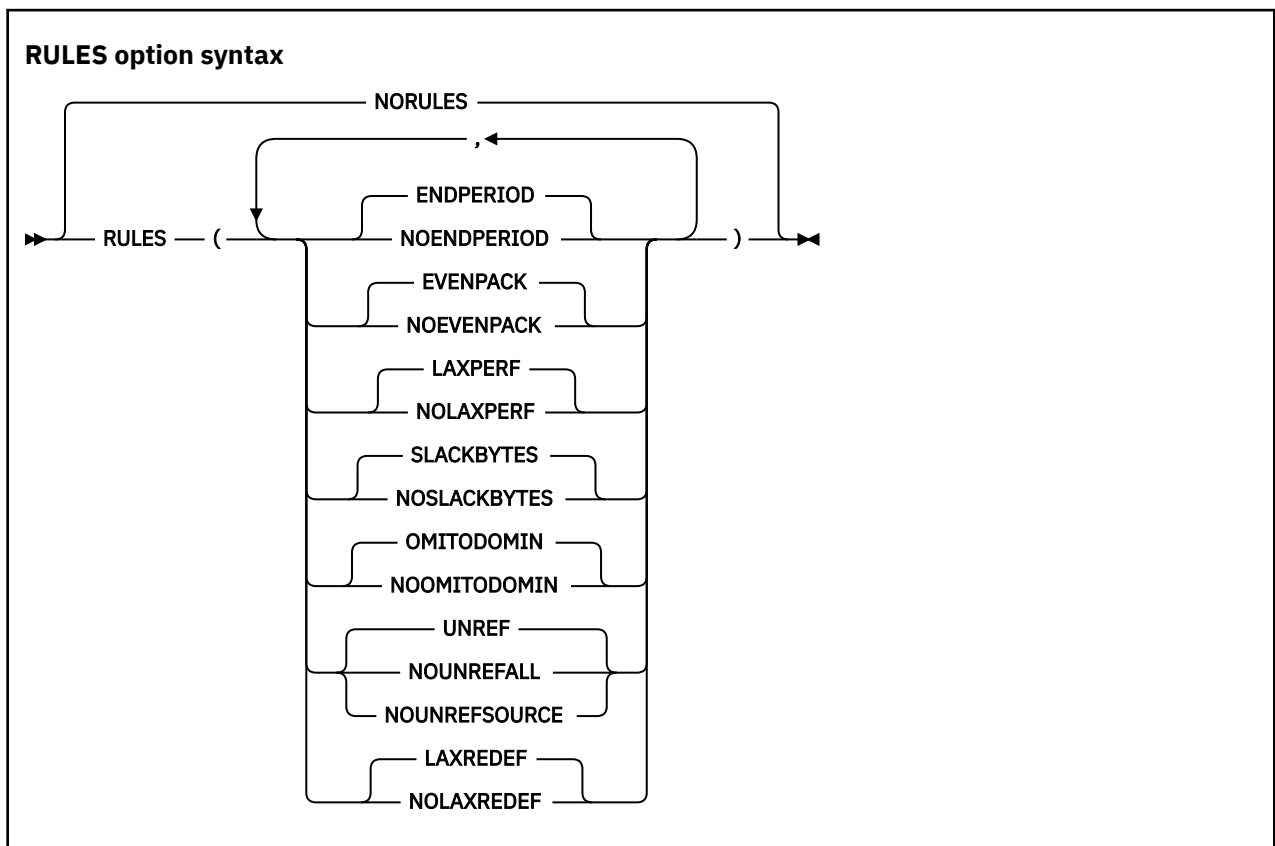 RULES option syntax
NORULES
,
ENDPERIOD
RULES ( NOENDPERIOD )
EVENPACK
NOEVENPACK
LAXPERF
NOLAXPERF
SLACKBYTES
NOSLACKBYTES
OMITODOMIN
NOOMITODOMIN
UNREF
NOUNREFALL
NOUNREFSOURCE
LAXREDEF
NOLAXREDEF